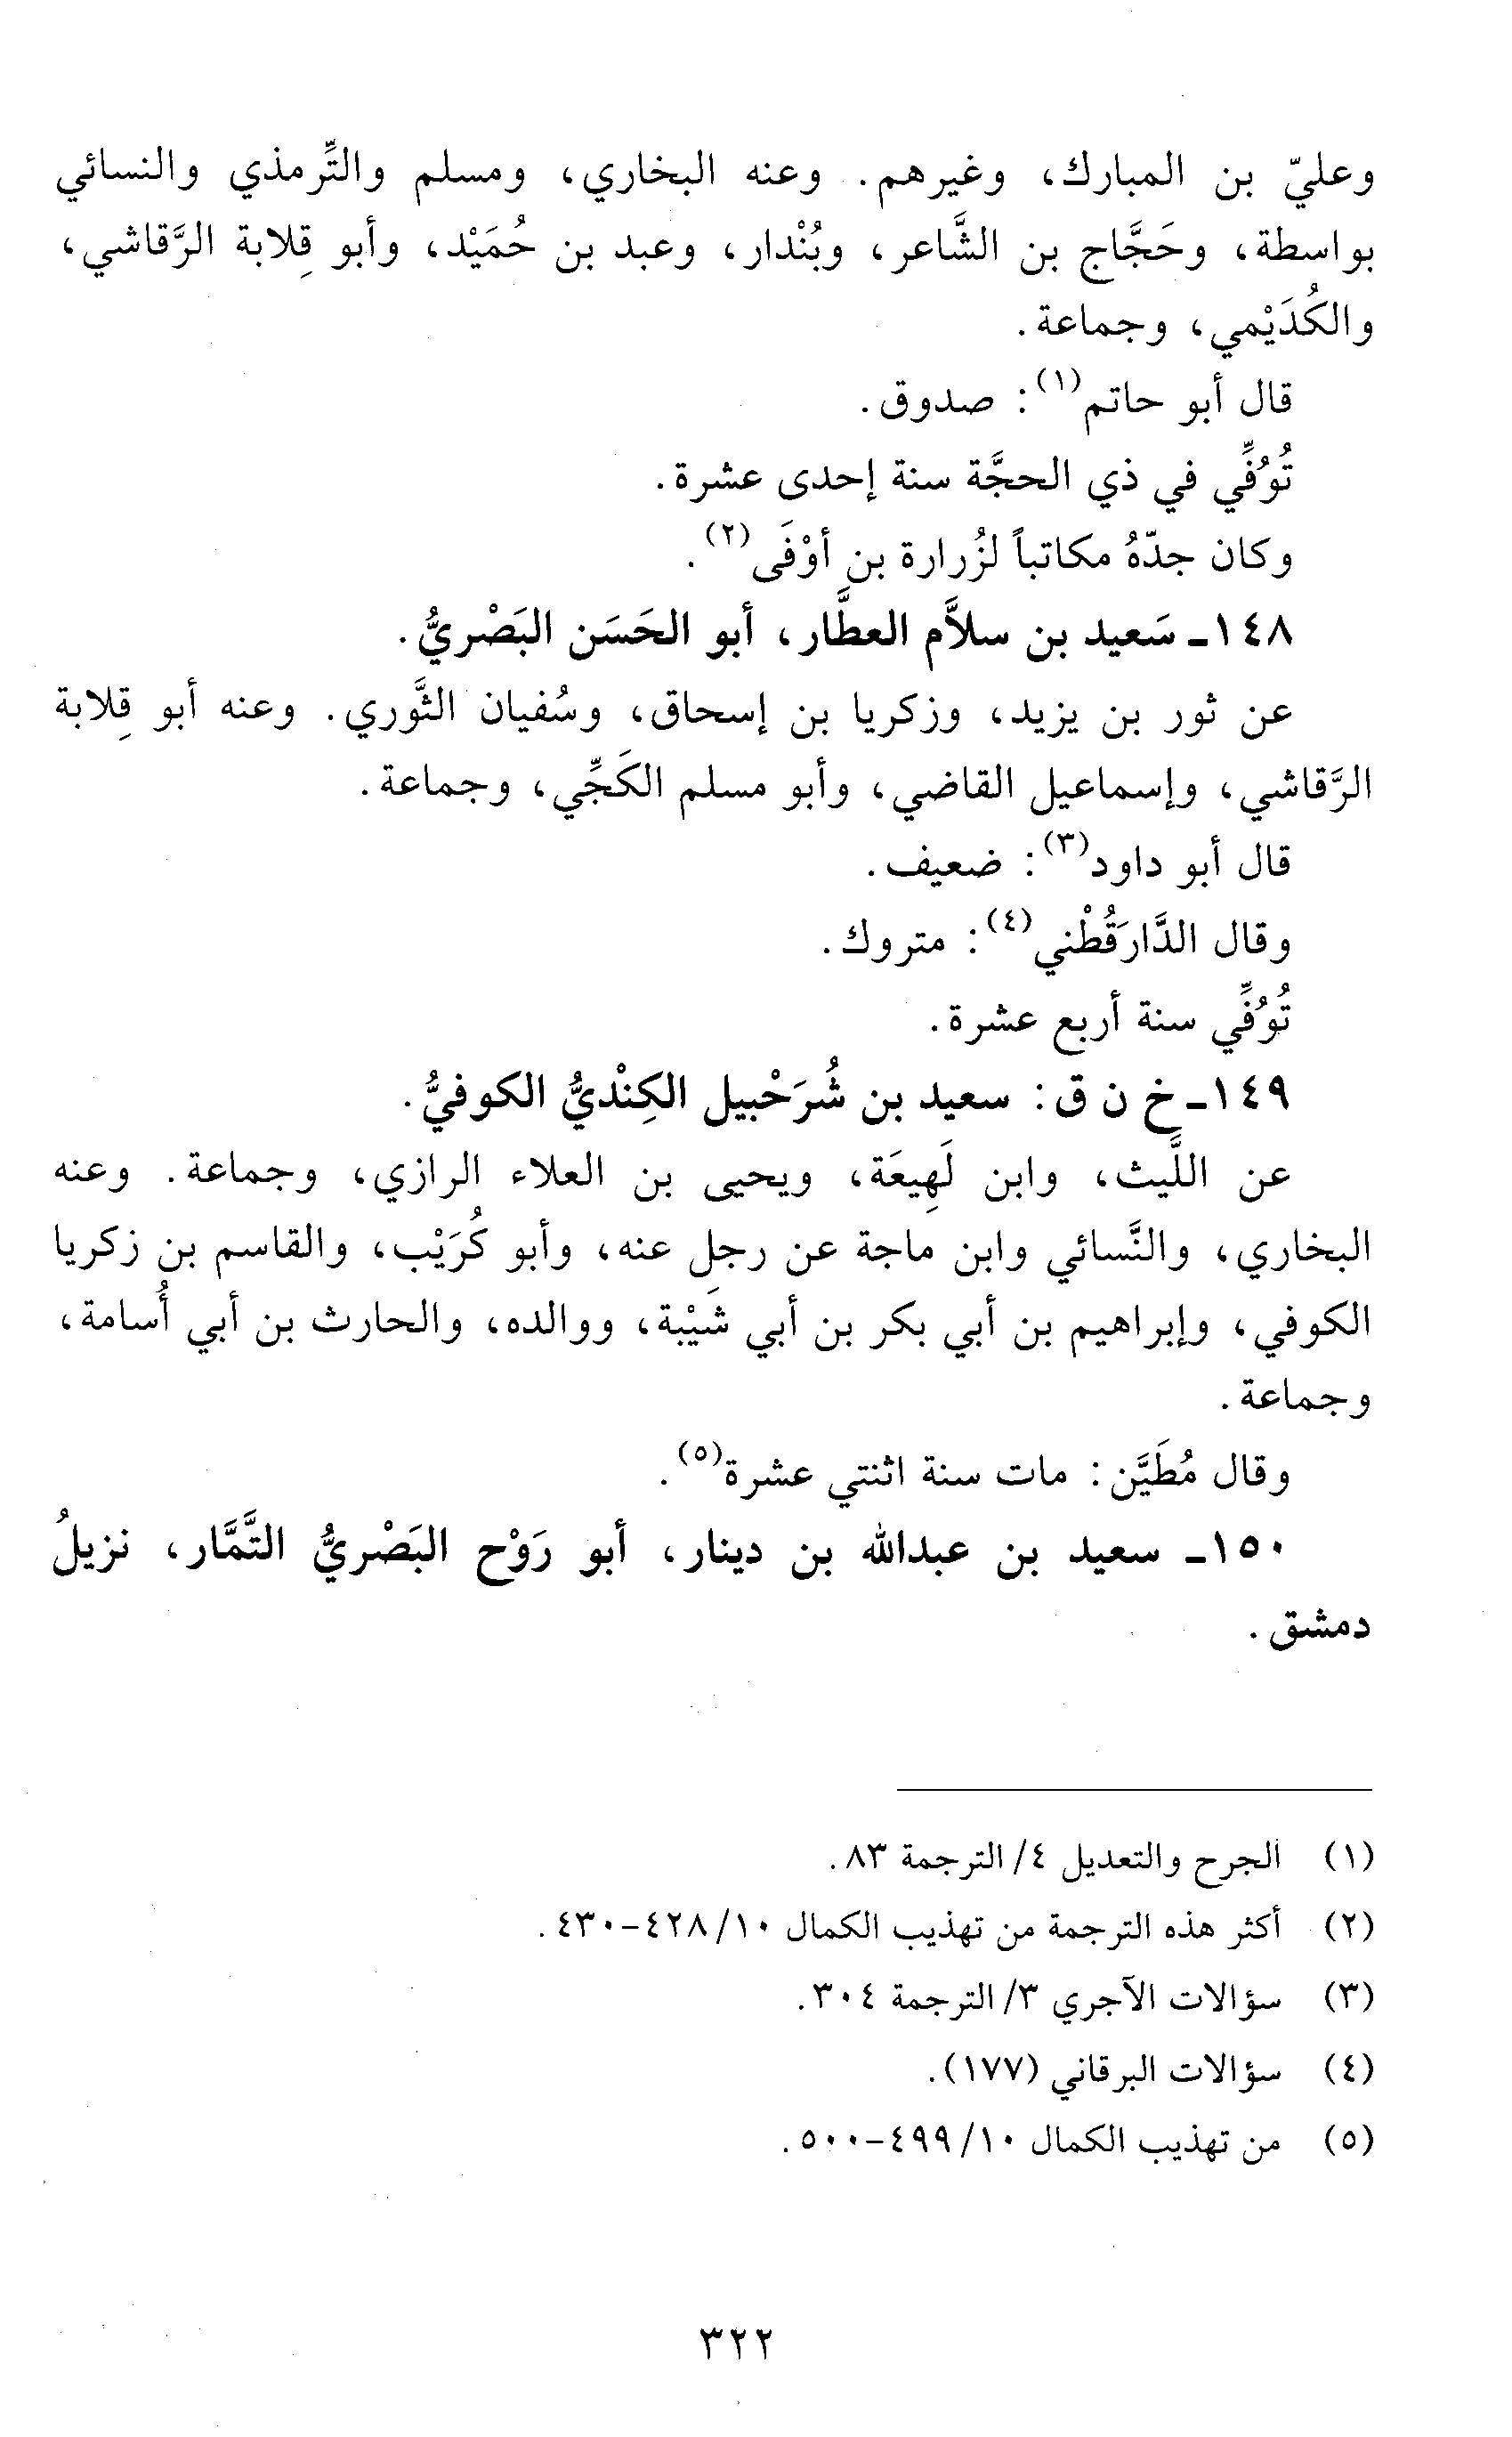 وعليّ بن المبارك، وغيرهم. وعنه البخاري، ومسلم والتِّرمذي والنسائي
بواسطة، وحَجَّاج بن الشَّاعر، وبُنْدار، وعبد بن حُمَيْد، وأبو قِلابة الرَّقاشي،
والكُدَيْمي، وجماعة.
قال أبو حاتم(١): صدوق.
تُوُفِّي في ذي الحجَّة سنة إحدى عشرة.
وكان جدّهُ مكاتباً لزُرارة بن أوْفَى(٢).
١٤٨ـ سَعيد بن سلاَّم العطَّار، أبو الحَسَن البَصْريُّ.
عن ثور بن يزيد، وزكريا بن إسحاق، وسُفيان الثَّوري. وعنه أبو قِلابة
الرَّقاشي، وإسماعيل القاضي، وأبو مسلم الكَجِّي، وجماعة.
قال أبو داود(٣): ضعيف.
وقال الدَّارَقُطْني(٤): متروك.
تُوُفِّي سنة أربع عشرة.
١٤٩ـ خ ن ق: سعيد بن شُرَحْبيل الكِنْديُّ الكوفيُّ.
عن اللَّيث، وابن لَهِيعَة، ويحيى بن العلاء الرازي، وجماعة. وعنه
البخاري، والنَّسائي وابن ماجة عن رجلٍ عنه، وأبو كُرَيْب، والقاسم بن زكريا
الكوفي، وإبراهيم بن أبي بكر بن أبي شَيْبة، ووالده، والحارث بن أبي أُسامة،
وجماعة.
وقال مُطَيَّن: مات سنة اثنتي عشرة(٥).
١٥٠ـ سعيد بن عبدالله بن دينار، أبو رَوْح البَصْريُّ التَّمَّار، نزيلُ
دمشق.
(١) الجرح والتعديل ٤/ الترجمة ٨٣.
(٢) أكثر هذه الترجمة من تهذيب الكمال ١٠/ ٤٢٨-٤٣٠.
(٣) سؤالات الآجري ٣/ الترجمة ٣٠٤.
(٤) سؤالات البرقاني (١٧٧).
(٥) من تهذيب الكمال ١٠/ ٤٩٩-٥٠٠.
٣٢٢